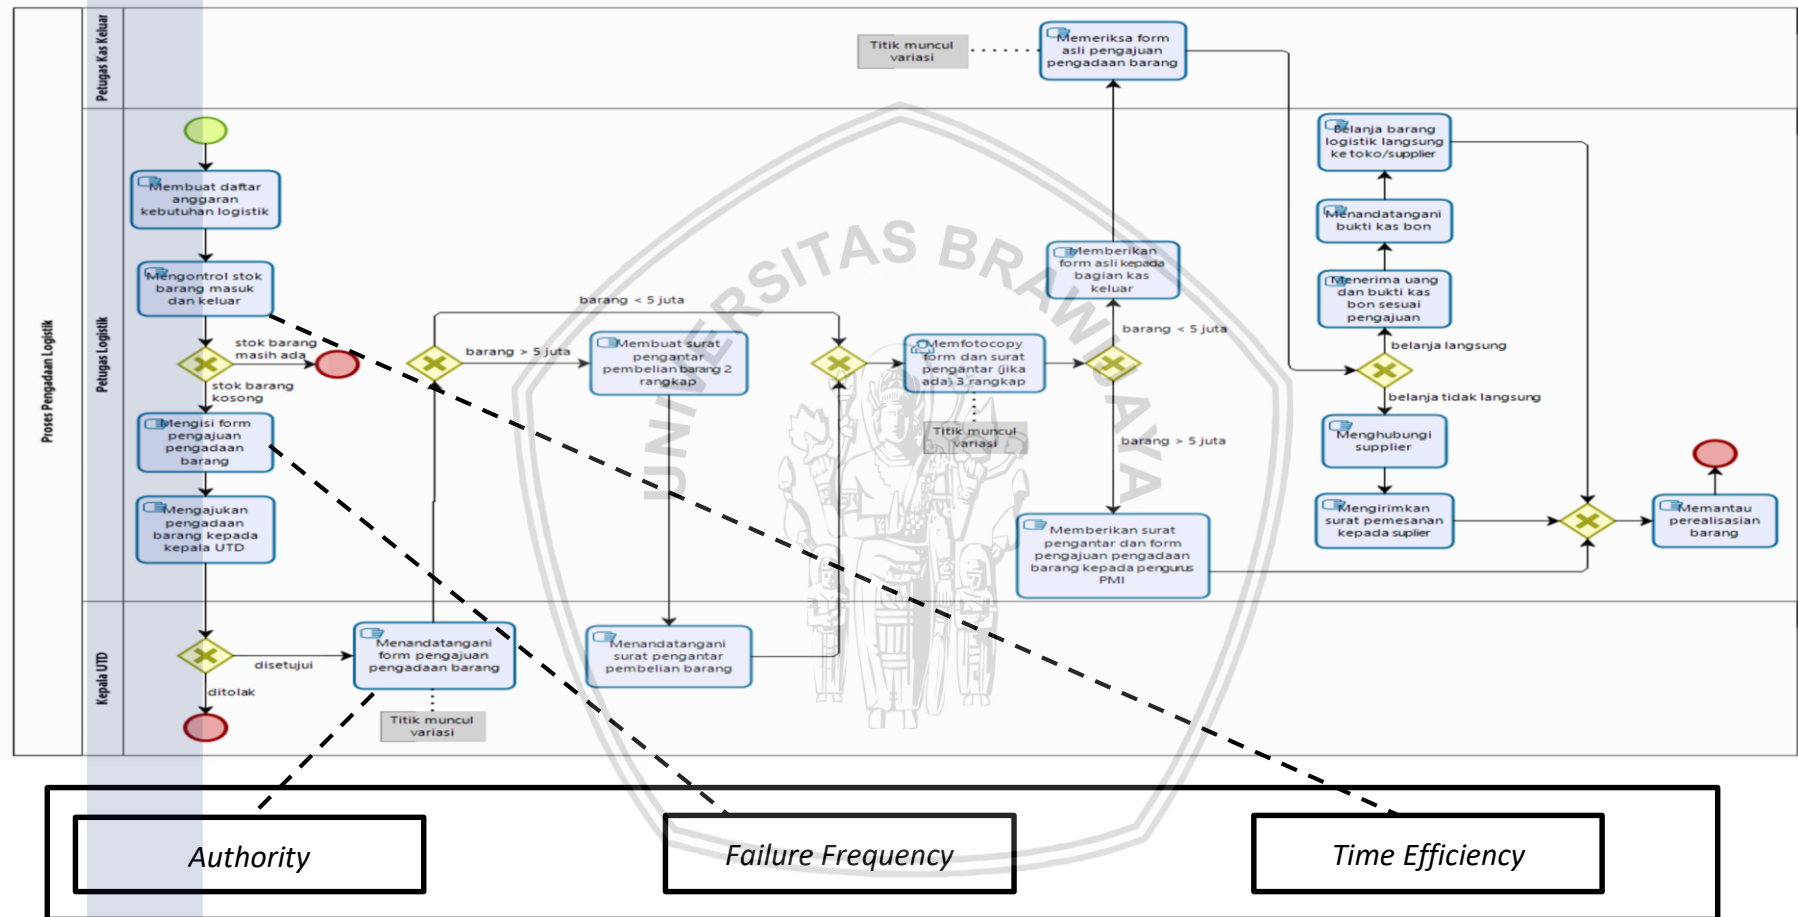 Proses Pengadaan Logistik
Petugas Kas Keluar
Petugas Logistik
Kepala UTD
Titik muncul
variasi
Memeriksa form
asli pengajuan
pengadaan barang
Membuat daftar
anggaran
kebutuhan logistik
Mengontrol stok
barang masuk
dan keluar
stok barang
masih ada
stok barang
kosong
Mengisi form
pengajuan
pengadaan
barang
Mengajukan
pengadaan
barang kepada
kepala UTD
disetujui
ditolak
Menandatangani
form pengajuan
pengadaan barang
Titik muncul
variasi
barang < 5 juta
barang > 5 juta
Membuat surat
pengantar
pembelian barang 2
rangkap
Menandatangani
surat pengantar
pembelian barang
Memfotocopy
form dan surat
pengantar (jika
ada) 3 rangkap
Titik muncul
variasi
Memberikan
form asli kepada
bagian kas
keluar
barang < 5 juta
barang > 5 juta
Memberikan surat
pengantar dan form
pengajuan pengadaan
barang kepada pengurus
PMI
Belanja barang
logistik langsung
ke toko/supplier
Menandatangani
bukti kas bon
Menerima uang
dan bukti kas
bon sesuai
pengajuan
belanja langsung
belanja tidak langsung
Menghubungi
supplier
Mengirimkan
surat pemesanan
kepada suplier
Memantau
perealisasian
barang
UNIVERSITAS BRAWIJAYA
Authority
Failure Frequency
Time Efficiency